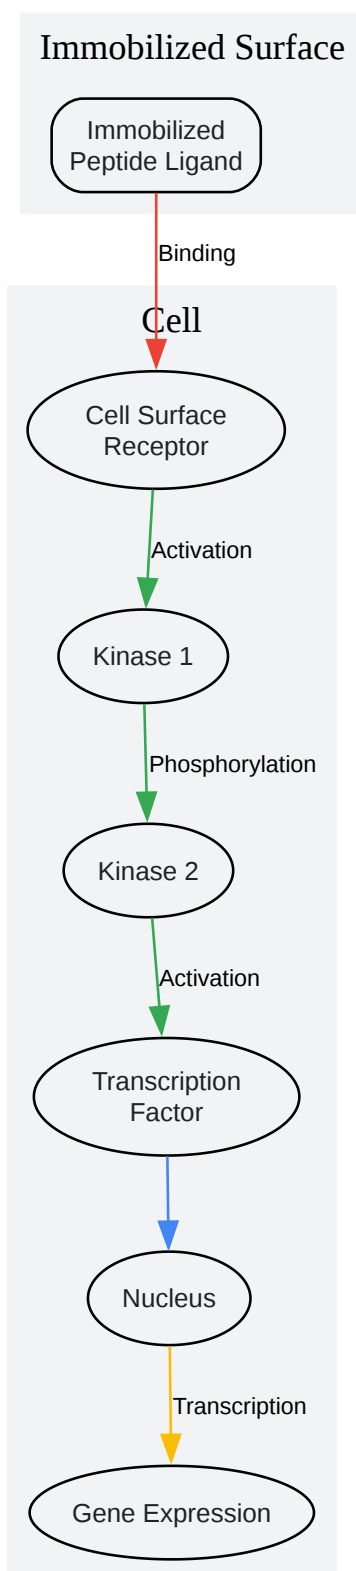 Immobilized Surface
Immobilized
Peptide Ligand
Binding
Cell
Cell Surface
Receptor
Activation
Kinase 1
Phosphorylation
Kinase 2
Activation
Transcription
Factor
Nucleus
Transcription
Gene Expression